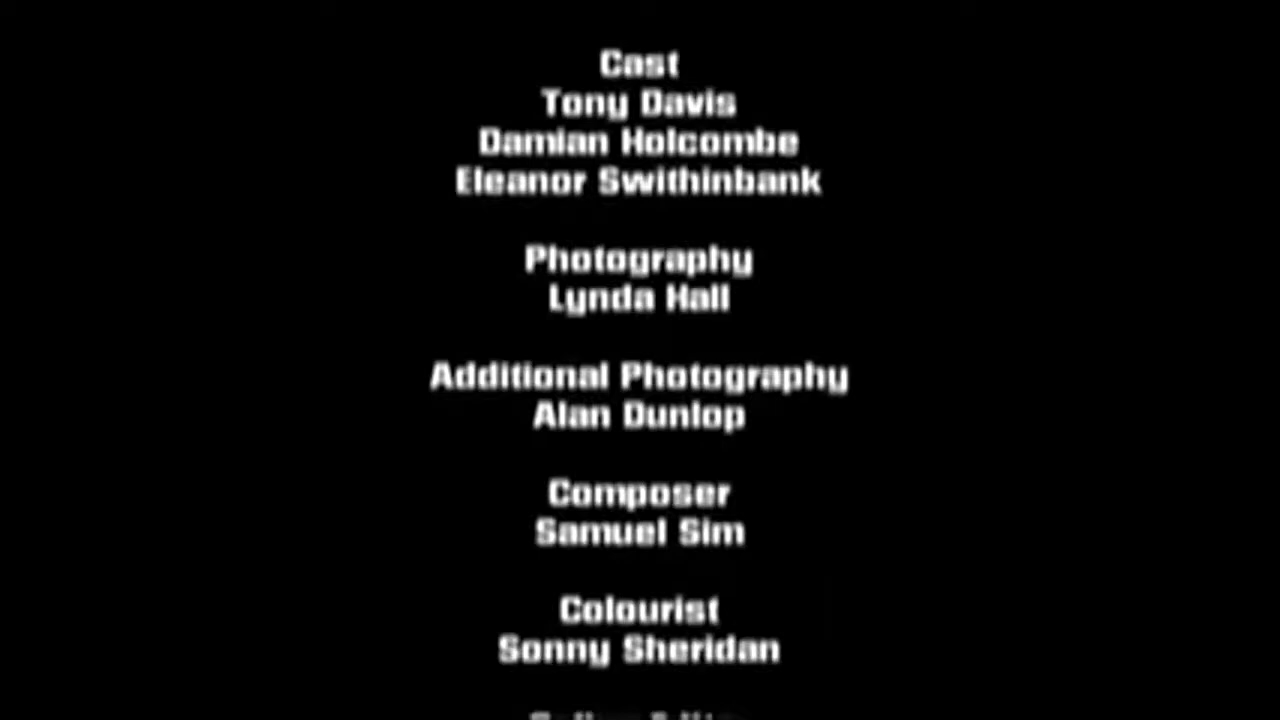 Cast
Tony Davis
Damian Holcombe
Eleanor Swithinbank
Photography
Lynda Hall
Additional Photography
Alan Dunlop
Composer
Samuel Sim
Colourist
Sonny Sheridan